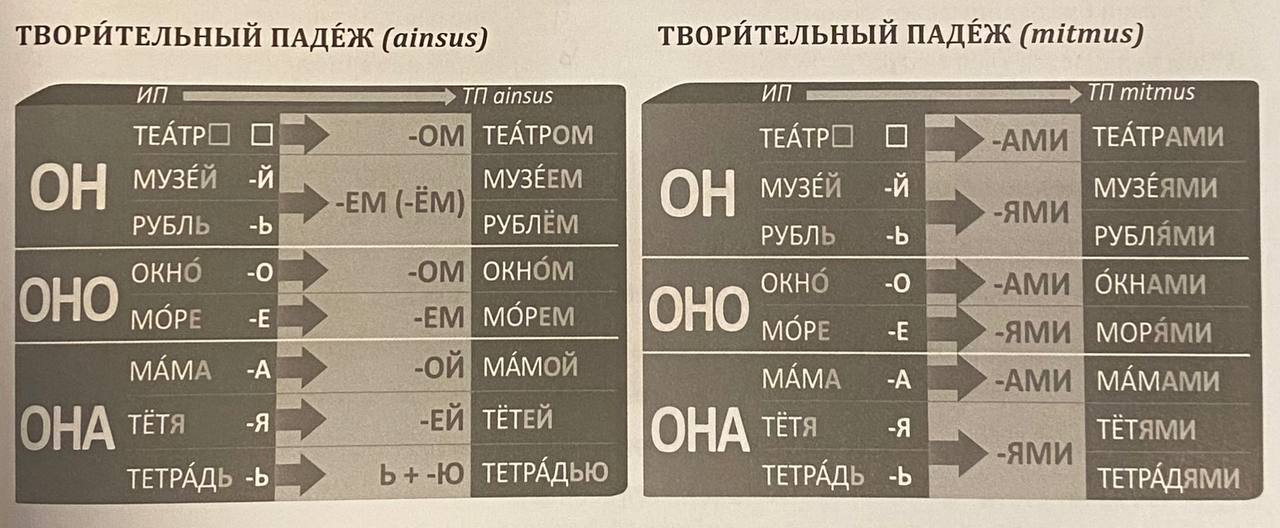 ТВОРИ́ТЕЛЬНЫЙ ПАДЕ́Ж (ainsus)
ИП ТП ainsus
ОН
ТЕА́ТР□ □ -ОМ ТЕА́ТРОМ
МУЗЕ́Й -Й -ЕМ (-ЁМ) МУЗЕ́ЕМ
РУБЛЬ -Ь РУБЛЁМ
ОНО
ОКНО́ -О -ОМ ОКНО́М
МО́РЕ -Е -ЕМ МО́РЕМ
ОНА
МА́МА -А -ОЙ МА́МОЙ
ТЁТЯ -Я -ЕЙ ТЁТЕЙ
ТЕТРА́ДЬ -Ь Ь + -Ю ТЕТРА́ДЬЮ
ТВОРИ́ТЕЛЬНЫЙ ПАДЕ́Ж (mitmus)
ИП ТП mitmus
ОН
ТЕА́ТР□ □ -АМИ ТЕА́ТРАМИ
МУЗЕ́Й -Й -ЯМИ МУЗЕ́ЯМИ
РУБЛЬ -Ь РУБЛЯ́МИ
ОНО
ОКНО́ -О -АМИ О́КНАМИ
МО́РЕ -Е -ЯМИ МОРЯ́МИ
ОНА
МА́МА -А -АМИ МА́МАМИ
ТЁТЯ -Я -ЯМИ ТЁТЯМИ
ТЕТРА́ДЬ -Ь ТЕТРА́ДЯМИ